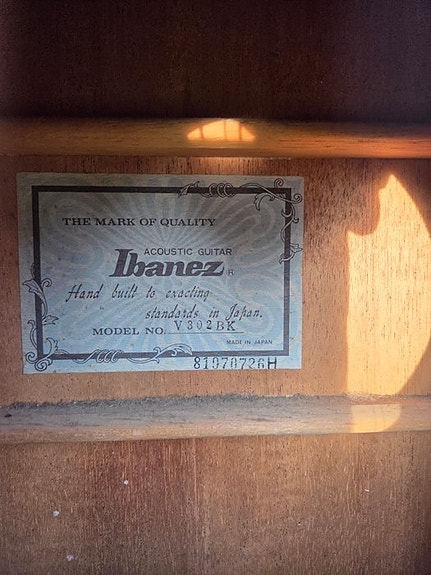 THE MARK OF QUALITY
ACOUSTIC GUITAR
Ibanez R
Hand built to exacting
standards in Japan.
MODEL NO. V302BK
MADE IN JAPAN
81070726H